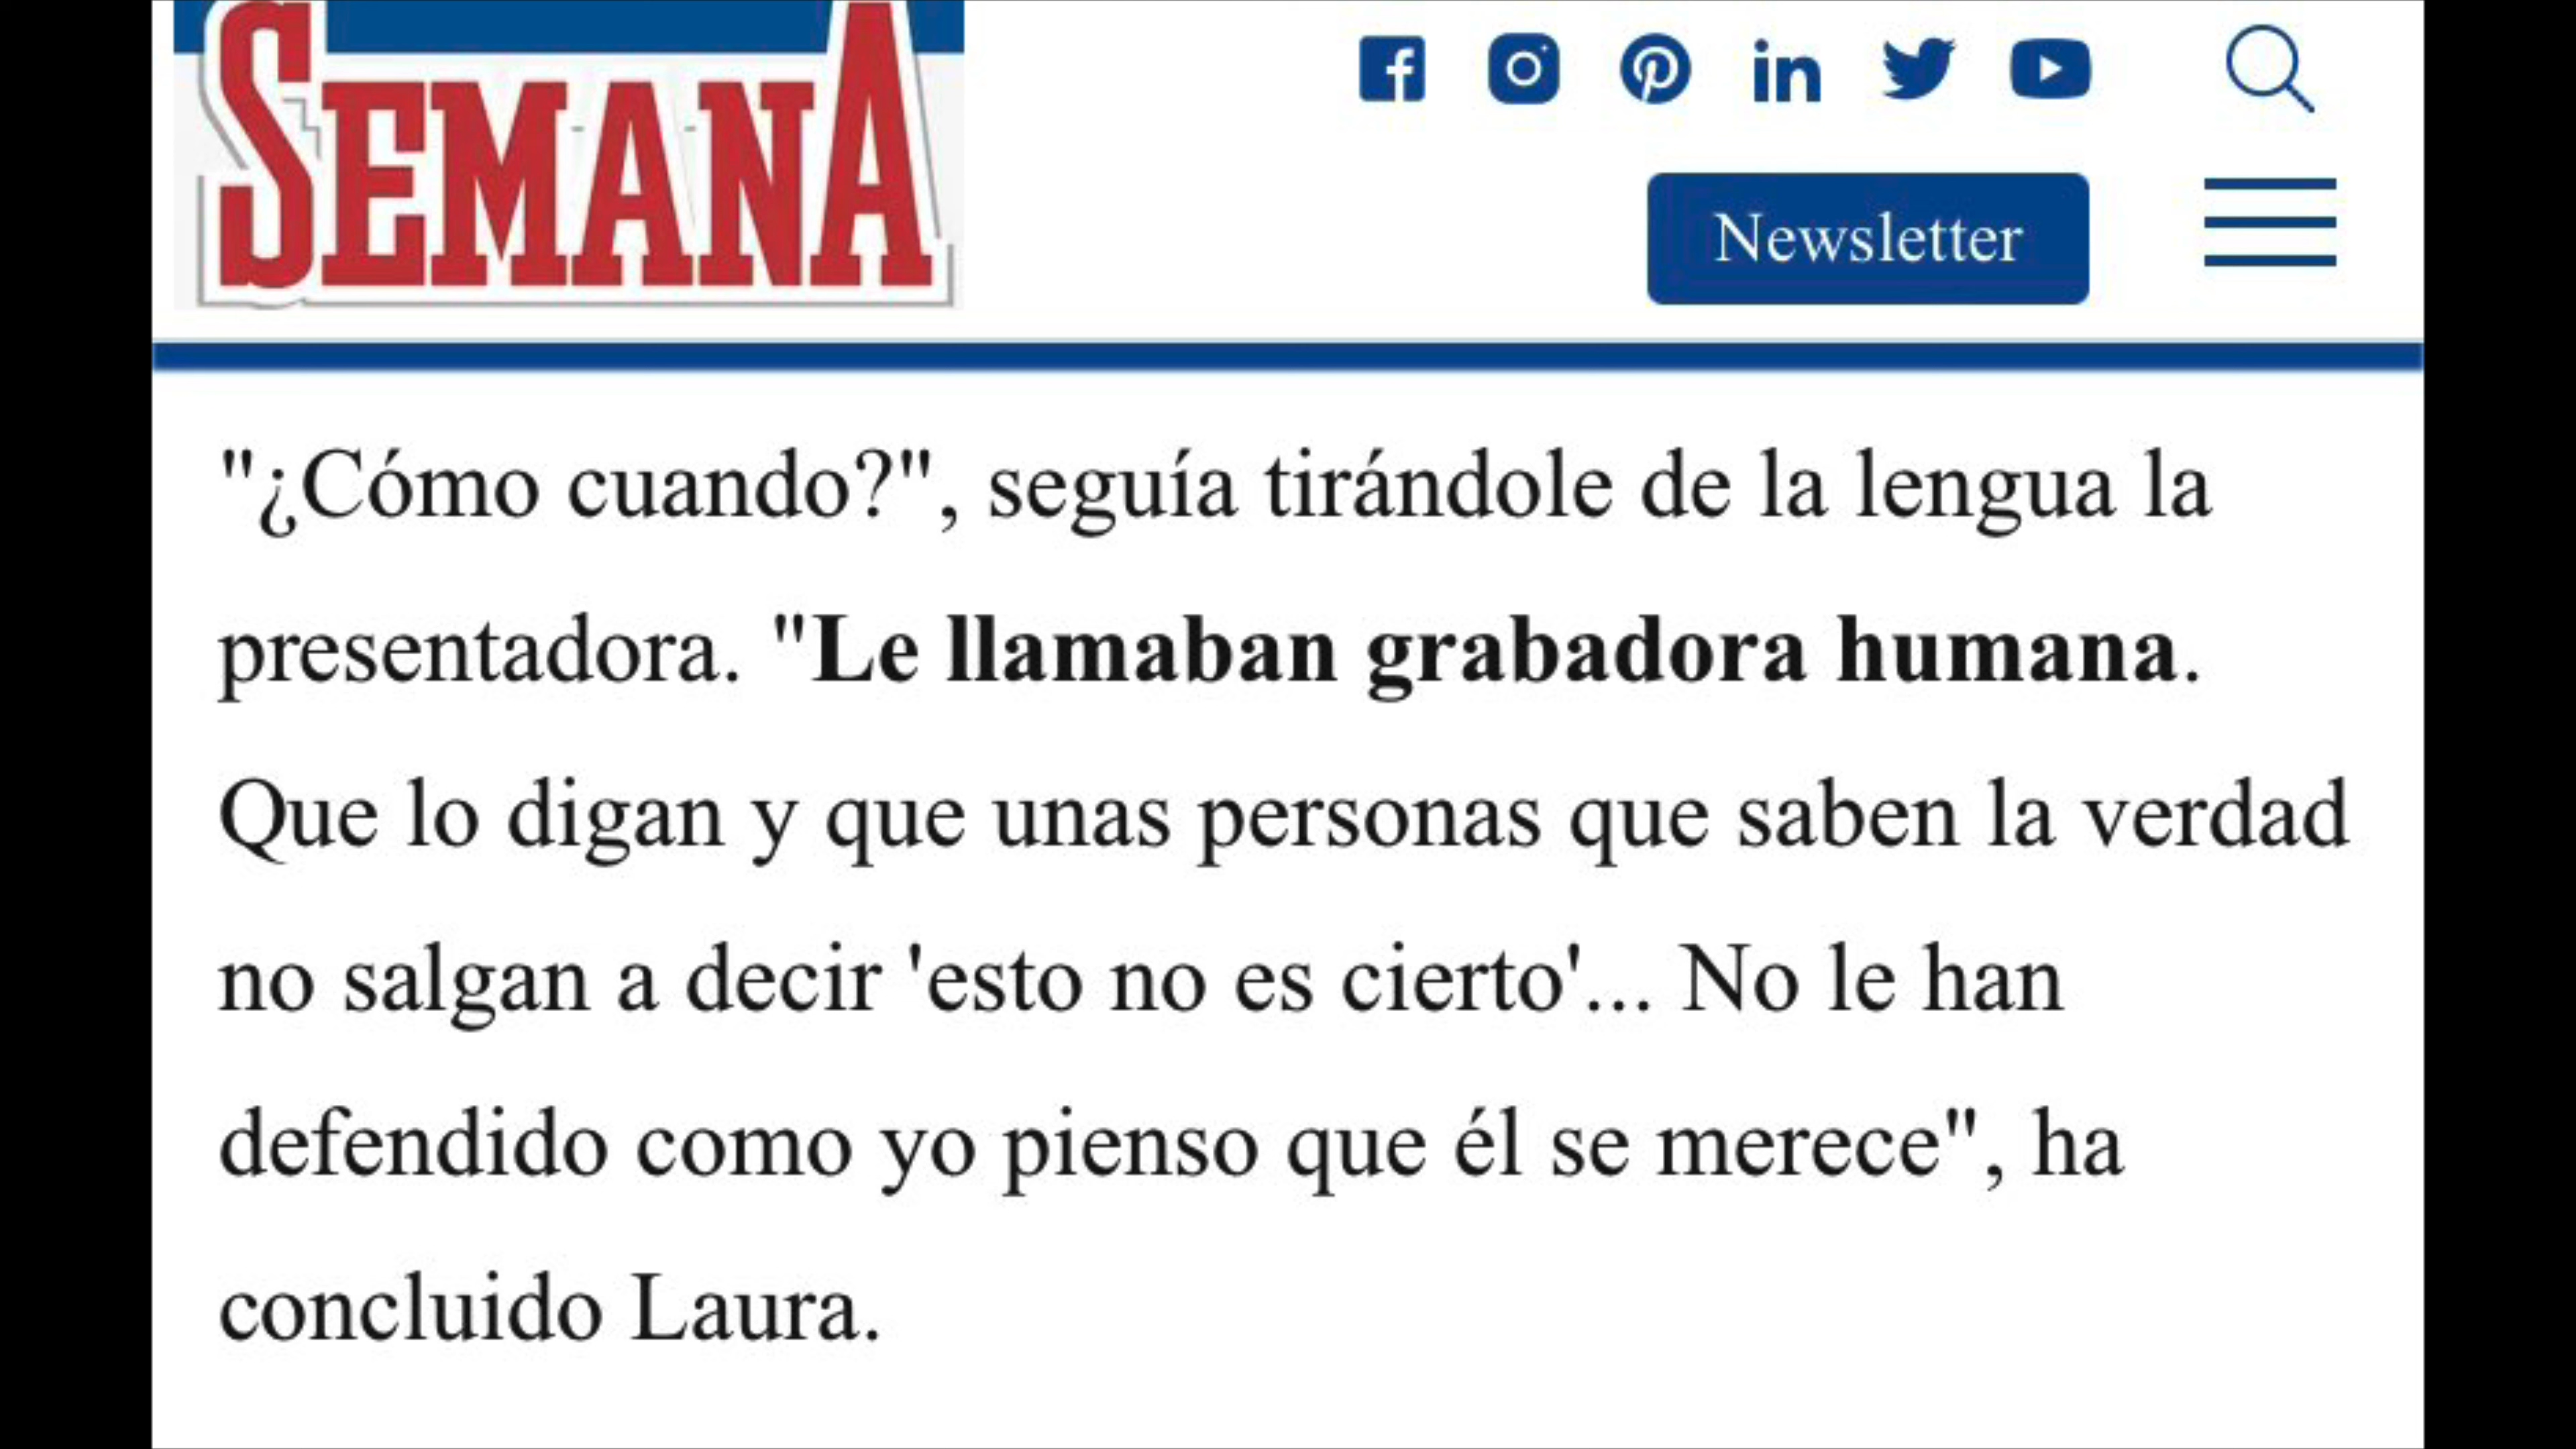 SEMANA
Newsletter
"¿Cómo cuando?", seguía tirándole de la lengua la
presentadora. "Le llamaban grabadora humana.
Que lo digan y que unas personas que saben la verdad
no salgan a decir 'esto no es cierto'... No le han
defendido como yo pienso que él se merece", ha
concluido Laura.